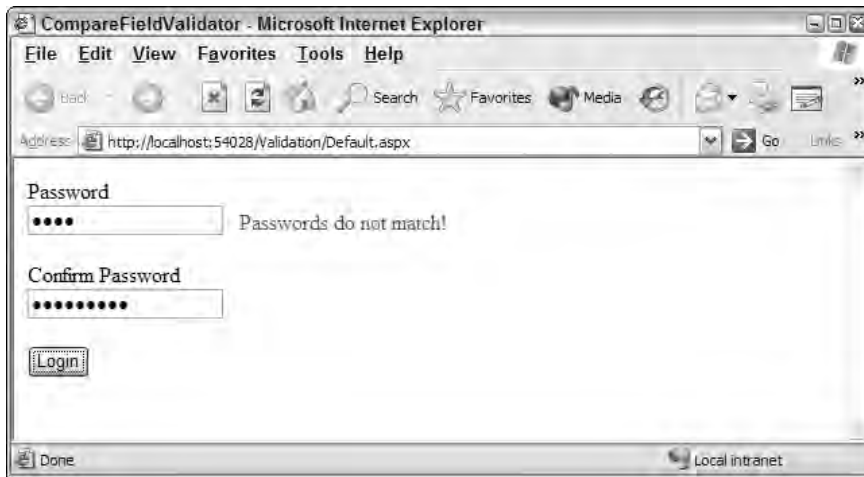 CompareFieldValidator - Microsoft Internet Explorer
File Edit View Favorites Tools Help
Back Search Favorites Media »
Address http://localhost:54028/Validation/Default.aspx Go Links »
Password
•••• Passwords do not match!
Confirm Password
•••••••••
Login
Done Local intranet